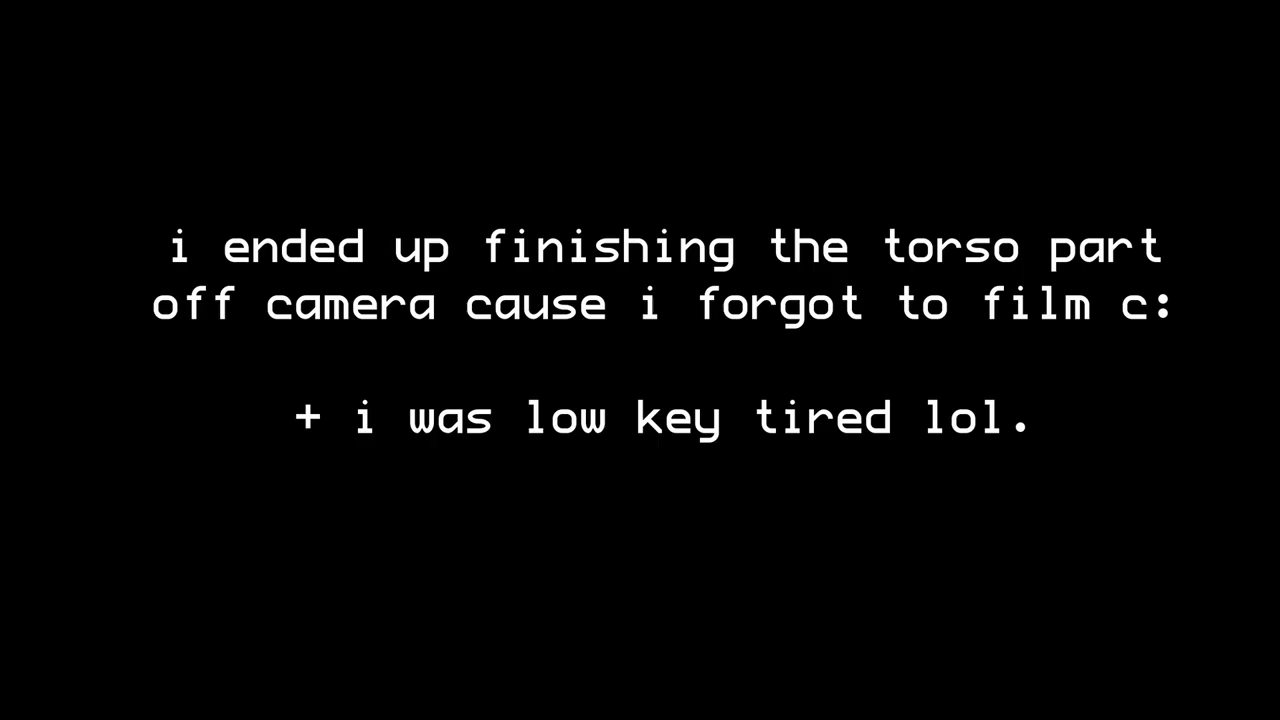 i ended up finishing the torso part
off camera cause i forgot to film c:
+ i was low key tired lol.